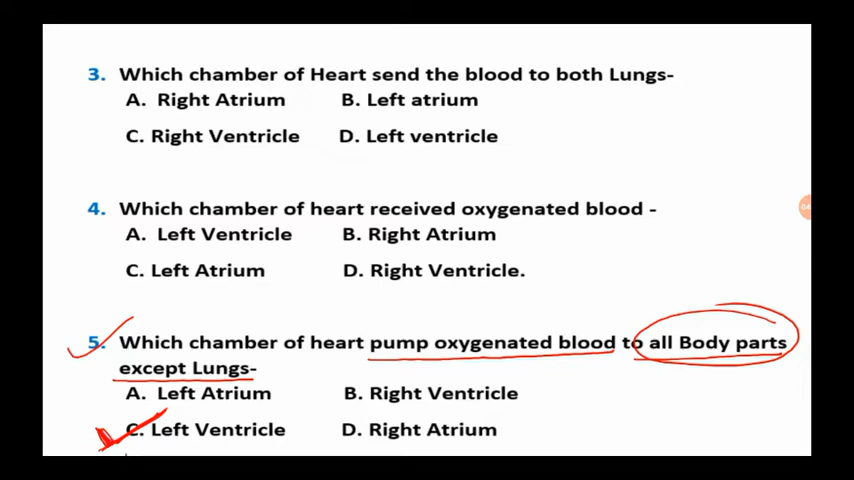 3. Which chamber of Heart send the blood to both Lungs-
A. Right Atrium B. Left atrium
C. Right Ventricle D. Left ventricle
4. Which chamber of heart received oxygenated blood -
A. Left Ventricle B. Right Atrium
C. Left Atrium D. Right Ventricle.
5. Which chamber of heart pump oxygenated blood to all Body parts
except Lungs-
A. Left Atrium B. Right Ventricle
C. Left Ventricle D. Right Atrium